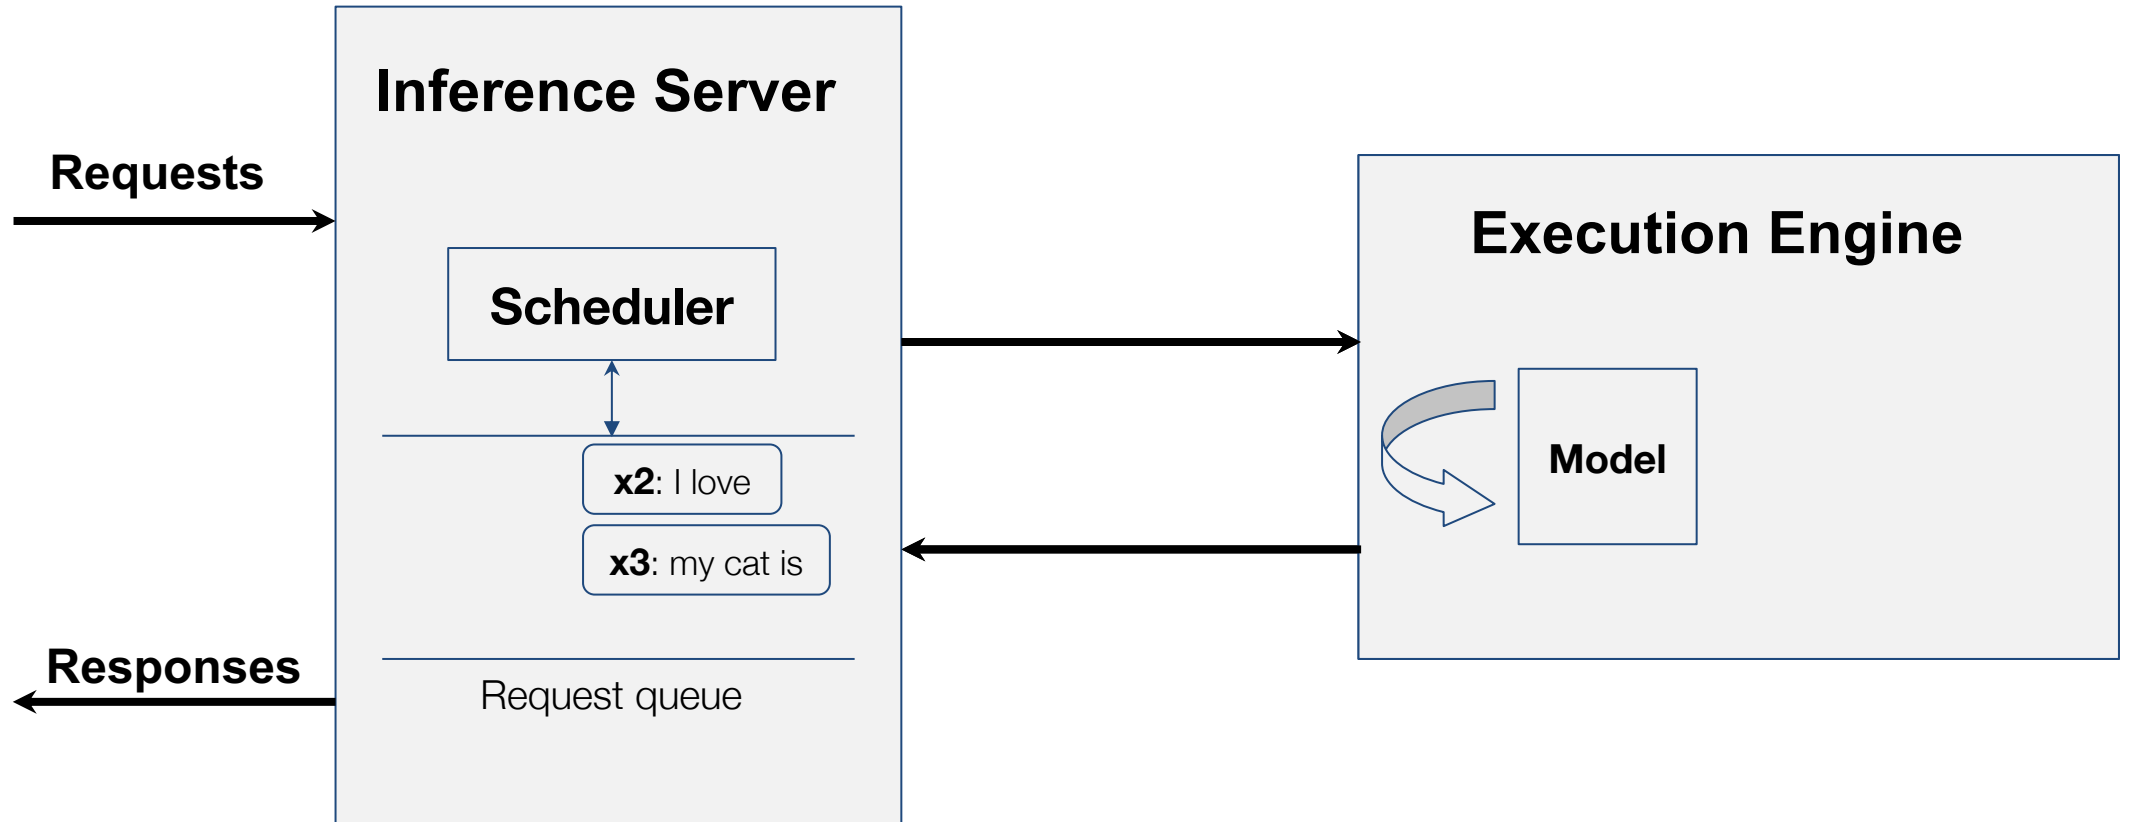 Inference Server
Requests
Execution Engine
Scheduler
Model
x2: I love
x3: my cat is
Responses
Request queue